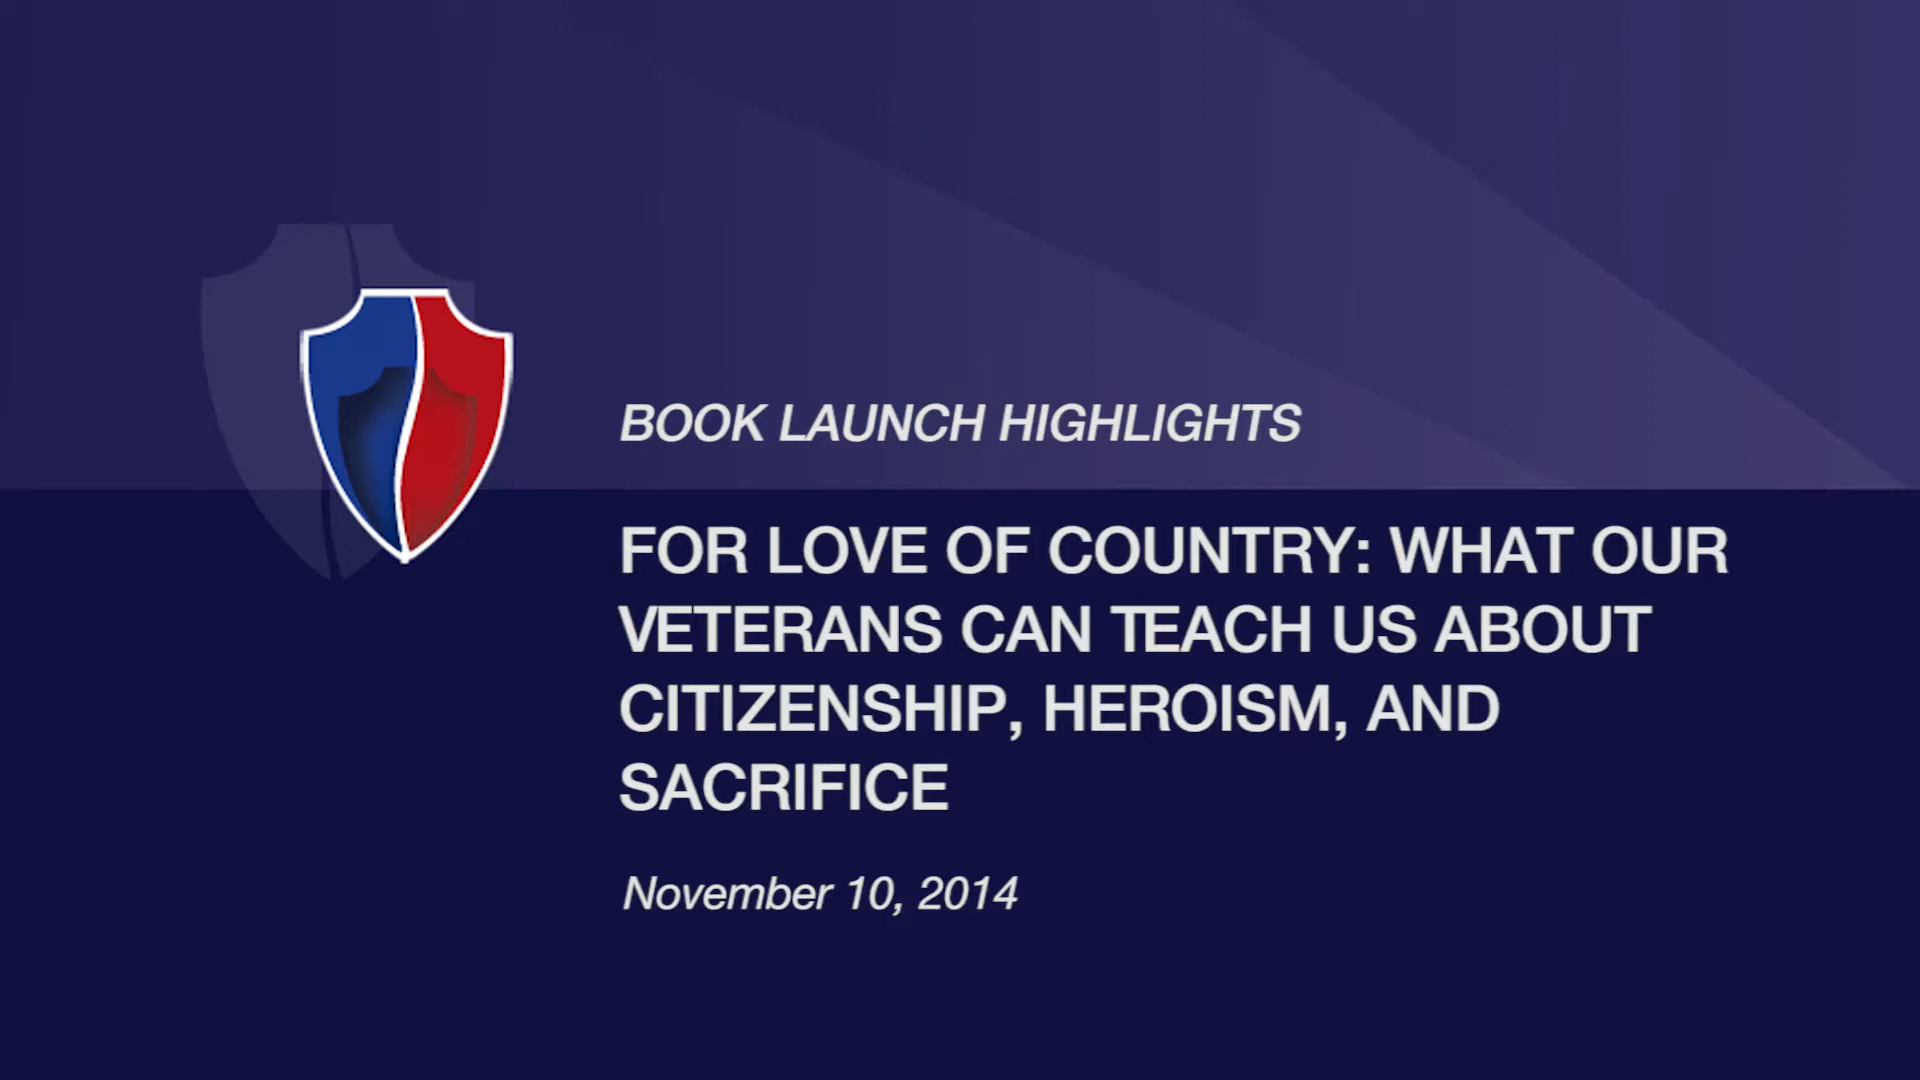 BOOK LAUNCH HIGHLIGHTS
FOR LOVE OF COUNTRY: WHAT OUR
VETERANS CAN TEACH US ABOUT
CITIZENSHIP, HEROISM, AND
SACRIFICE
November 10, 2014